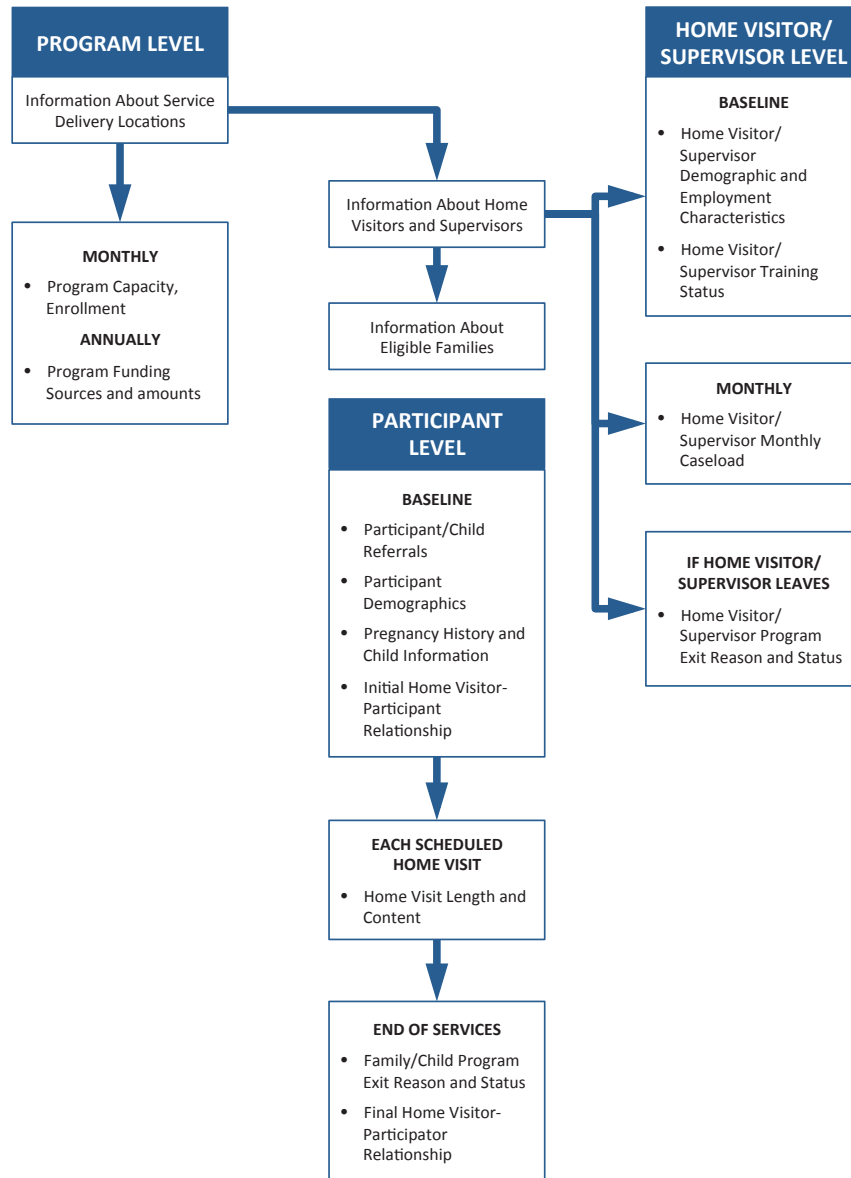 PROGRAM LEVEL
Information About Service
Delivery Locations
MONTHLY
• Program Capacity,
Enrollment
ANNUALLY
• Program Funding
Sources and amounts
Information About Home
Visitors and Supervisors
Information About
Eligible Families
PARTICIPANT
LEVEL
BASELINE
• Participant/Child
Referrals
• Participant
Demographics
• Pregnancy History and
Child Information
• Initial Home Visitor-
Participant
Relationship
EACH SCHEDULED
HOME VISIT
• Home Visit Length and
Content
END OF SERVICES
• Family/Child Program
Exit Reason and Status
• Final Home Visitor-
Participator
Relationship
HOME VISITOR/
SUPERVISOR LEVEL
BASELINE
• Home Visitor/
Supervisor
Demographic and
Employment
Characteristics
• Home Visitor/
Supervisor Training
Status
MONTHLY
• Home Visitor/
Supervisor Monthly
Caseload
IF HOME VISITOR/
SUPERVISOR LEAVES
• Home Visitor/
Supervisor Program
Exit Reason and Status